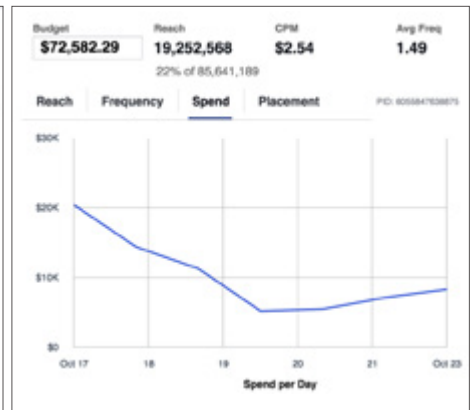 Budget Reach CPM Avg Freq
$72,582.29 19,252,568 $2.54 1.49
22% of 85,641,189
Reach Frequency Spend Placement PID:
$30K
$20K
$10K
$0
Oct 17 18 19 20 21 Oct 23
Spend per Day